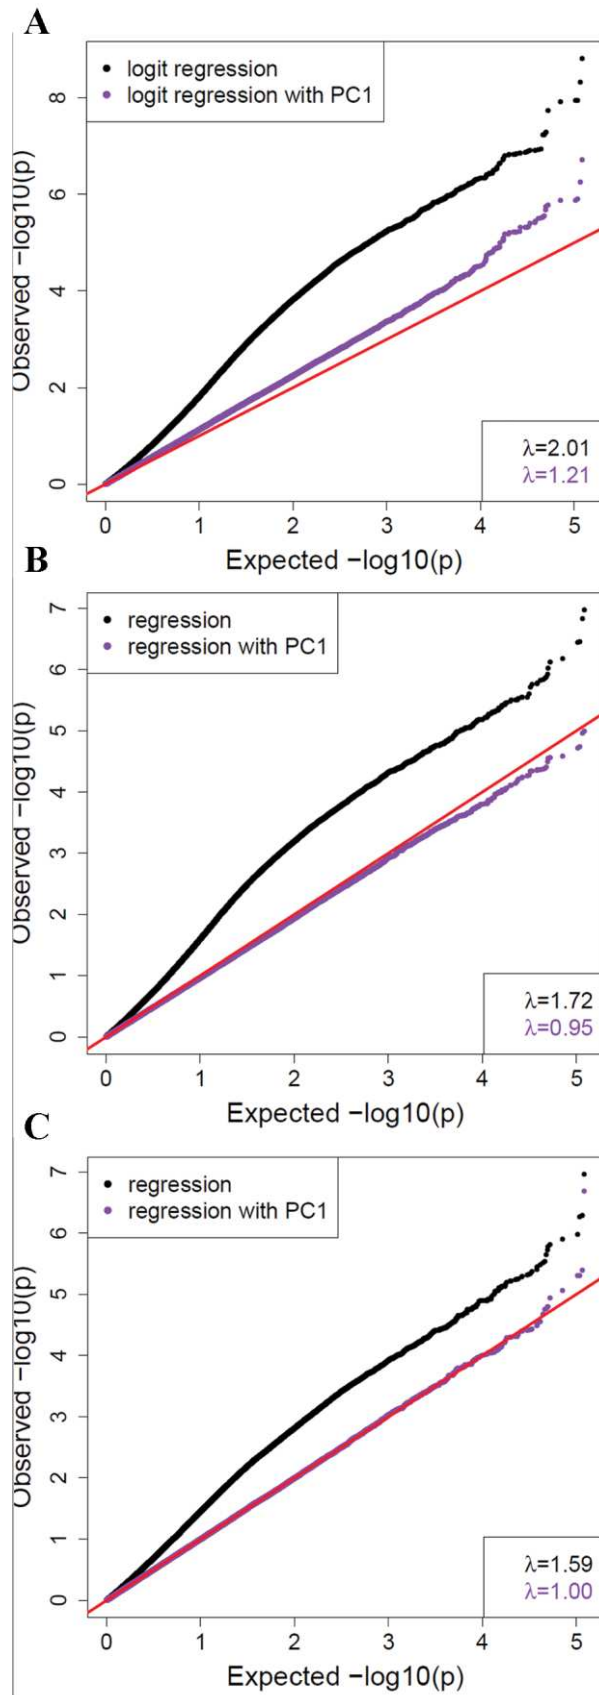 A
logit regression
logit regression with PC1
8
6
4
2
0
Observed −log10(p)
λ=2.01
λ=1.21
0 1 2 3 4 5
Expected −log10(p)
B
regression
regression with PC1
7
6
5
4
3
2
1
0
Observed −log10(p)
λ=1.72
λ=0.95
0 1 2 3 4 5
Expected −log10(p)
C
regression
regression with PC1
7
6
5
4
3
2
1
0
Observed −log10(p)
λ=1.59
λ=1.00
0 1 2 3 4 5
Expected −log10(p)